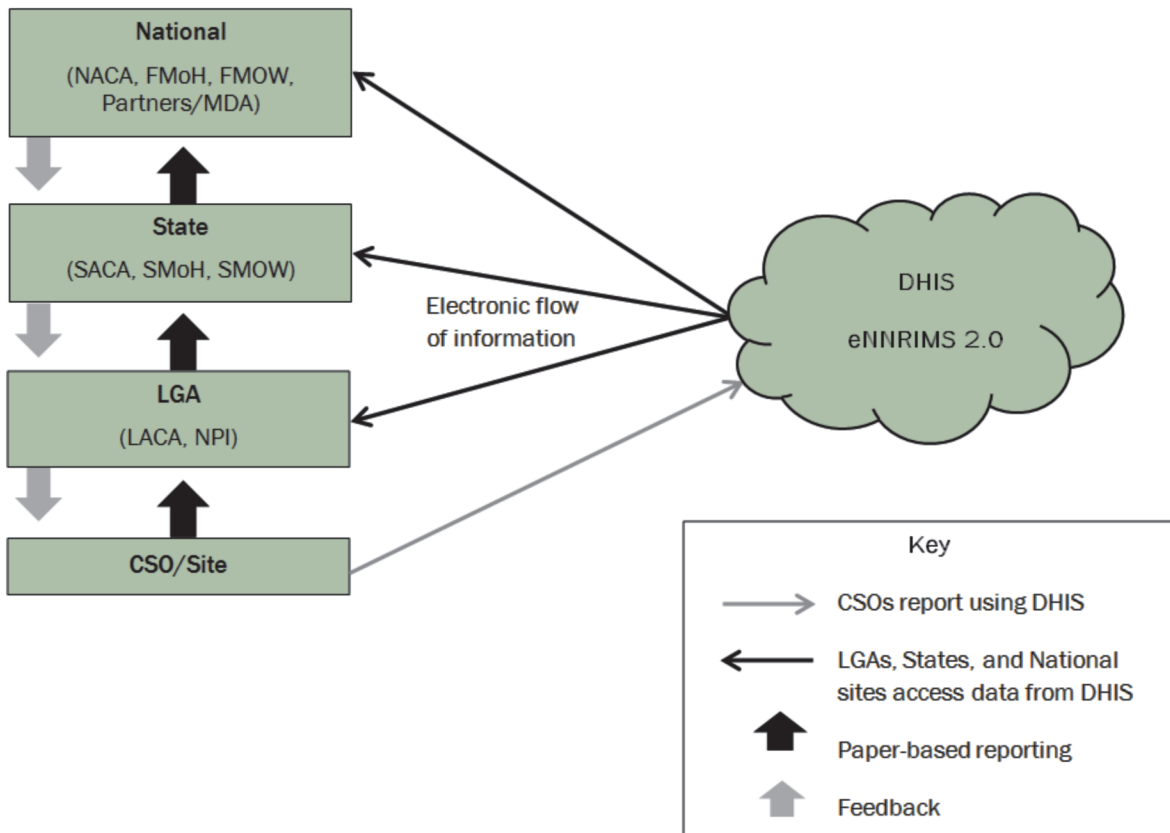 National
(NACA, FMoH, FMOW,
Partners/MDA)
State
(SACA, SMoH, SMOW)
LGA
(LACA, NPI)
CSO/Site
Electronic flow
of information
DHIS
eNNRIMS 2.0
Key
CSOs report using DHIS
LGAs, States, and National
sites access data from DHIS
Paper-based reporting
Feedback